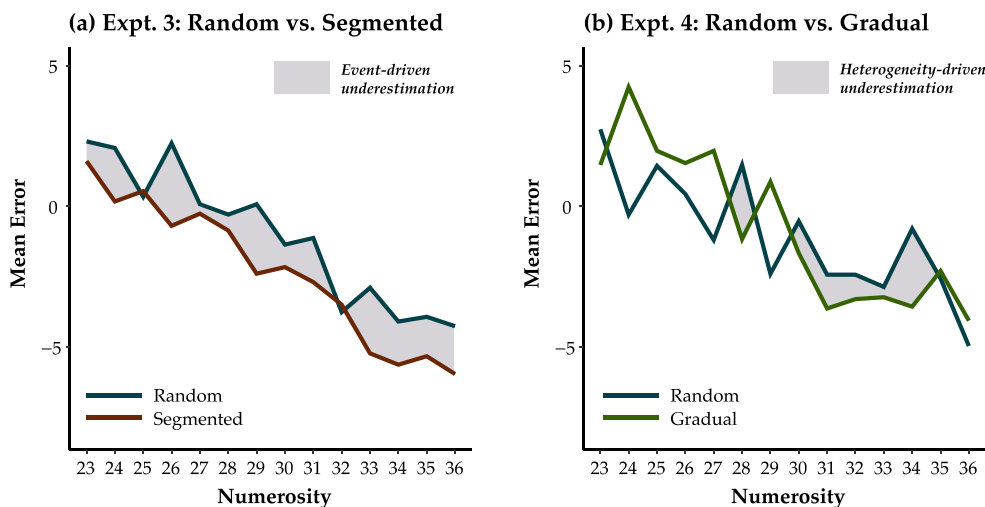 (a) Expt. 3: Random vs. Segmented
Event-driven
underestimation
5
0
−5
Mean Error
Random
Segmented
23 24 25 26 27 28 29 30 31 32 33 34 35 36
Numerosity
(b) Expt. 4: Random vs. Gradual
Heterogeneity-driven
underestimation
5
0
−5
Mean Error
Random
Gradual
23 24 25 26 27 28 29 30 31 32 33 34 35 36
Numerosity